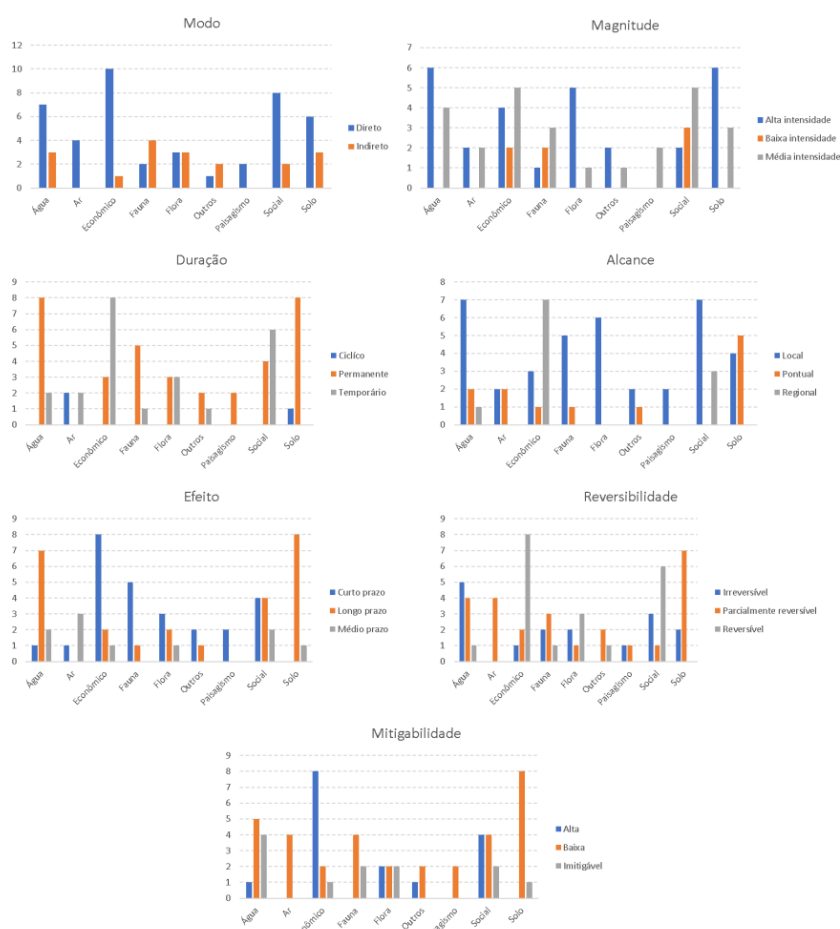 Modo
12
10
8
6
4
2
0
Água
Ar
Econômico
Fauna
Flora
Outros
Paisagismo
Social
Solo
Direto
Indireto
Magnitude
7
6
5
4
3
2
1
0
Água
Ar
Econômico
Fauna
Flora
Outros
Paisagismo
Social
Solo
Alta intensidade
Baixa intensidade
Média intensidade
Duração
9
8
7
6
5
4
3
2
1
0
Água
Ar
Econômico
Fauna
Flora
Outros
Paisagismo
Social
Solo
Ciclíco
Permanente
Temporário
Alcance
8
7
6
5
4
3
2
1
0
Água
Ar
Econômico
Fauna
Flora
Outros
Paisagismo
Social
Solo
Local
Pontual
Regional
Efeito
9
8
7
6
5
4
3
2
1
0
Água
Ar
Econômico
Fauna
Flora
Outros
Paisagismo
Social
Solo
Curto prazo
Longo prazo
Médio prazo
Reversibilidade
9
8
7
6
5
4
3
2
1
0
Água
Ar
Econômico
Fauna
Flora
Outros
Paisagismo
Social
Solo
Irreversível
Parcialmente reversível
Reversível
Mitigabilidade
9
8
7
6
5
4
3
2
1
0
Água
Ar
onômico
Fauna
Flora
Outros
agismo
Social
Solo
Alta
Baixa
Imitigável